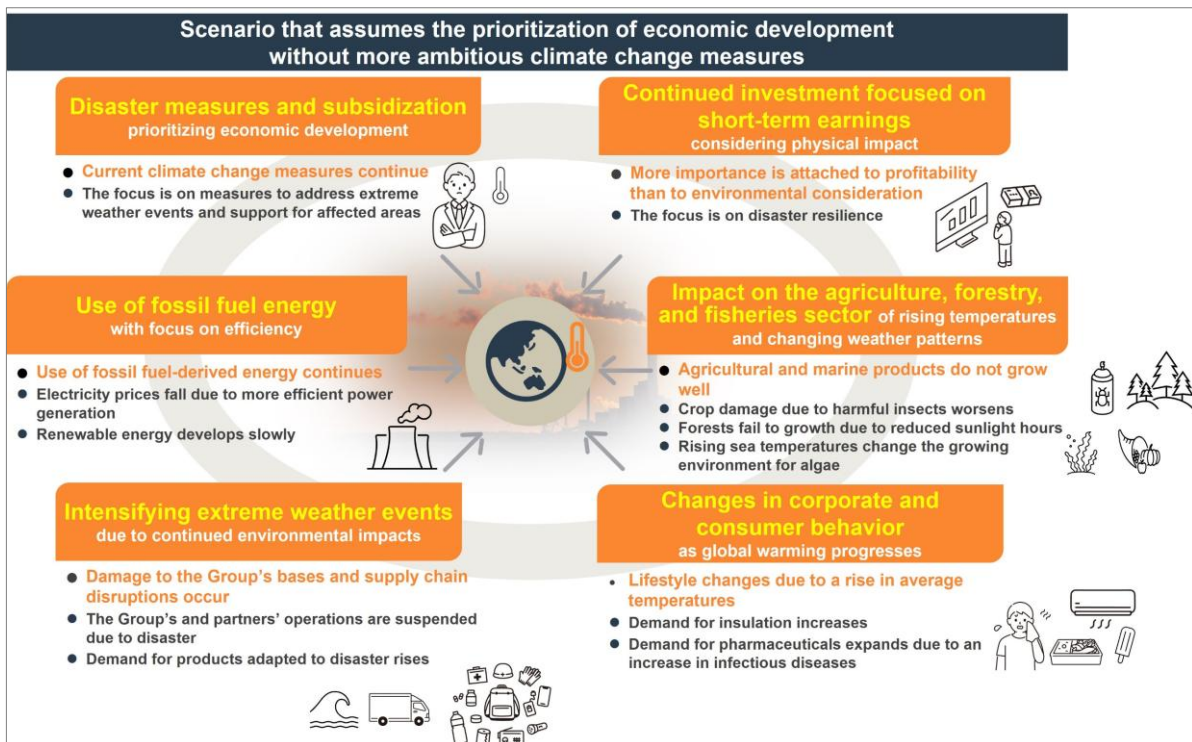 Scenario that assumes the prioritization of economic development
without more ambitious climate change measures
Disaster measures and subsidization
prioritizing economic development
● Current climate change measures continue
● The focus is on measures to address extreme
weather events and support for affected areas
Continued investment focused on
short-term earnings
considering physical impact
● More importance is attached to profitability
than to environmental consideration
● The focus is on disaster resilience
Use of fossil fuel energy
with focus on efficiency
● Use of fossil fuel-derived energy continues
● Electricity prices fall due to more efficient power
generation
● Renewable energy develops slowly
Impact on the agriculture, forestry,
and fisheries sector of rising temperatures
and changing weather patterns
● Agricultural and marine products do not grow
well
● Crop damage due to harmful insects worsens
● Forests fail to growth due to reduced sunlight hours
● Rising sea temperatures change the growing
environment for algae
Intensifying extreme weather events
due to continued environmental impacts
● Damage to the Group's bases and supply chain
disruptions occur
● The Group's and partners' operations are suspended
due to disaster
● Demand for products adapted to disaster rises
Changes in corporate and
consumer behavior
as global warming progresses
• Lifestyle changes due to a rise in average
temperatures
● Demand for insulation increases
● Demand for pharmaceuticals expands due to an
increase in infectious diseases